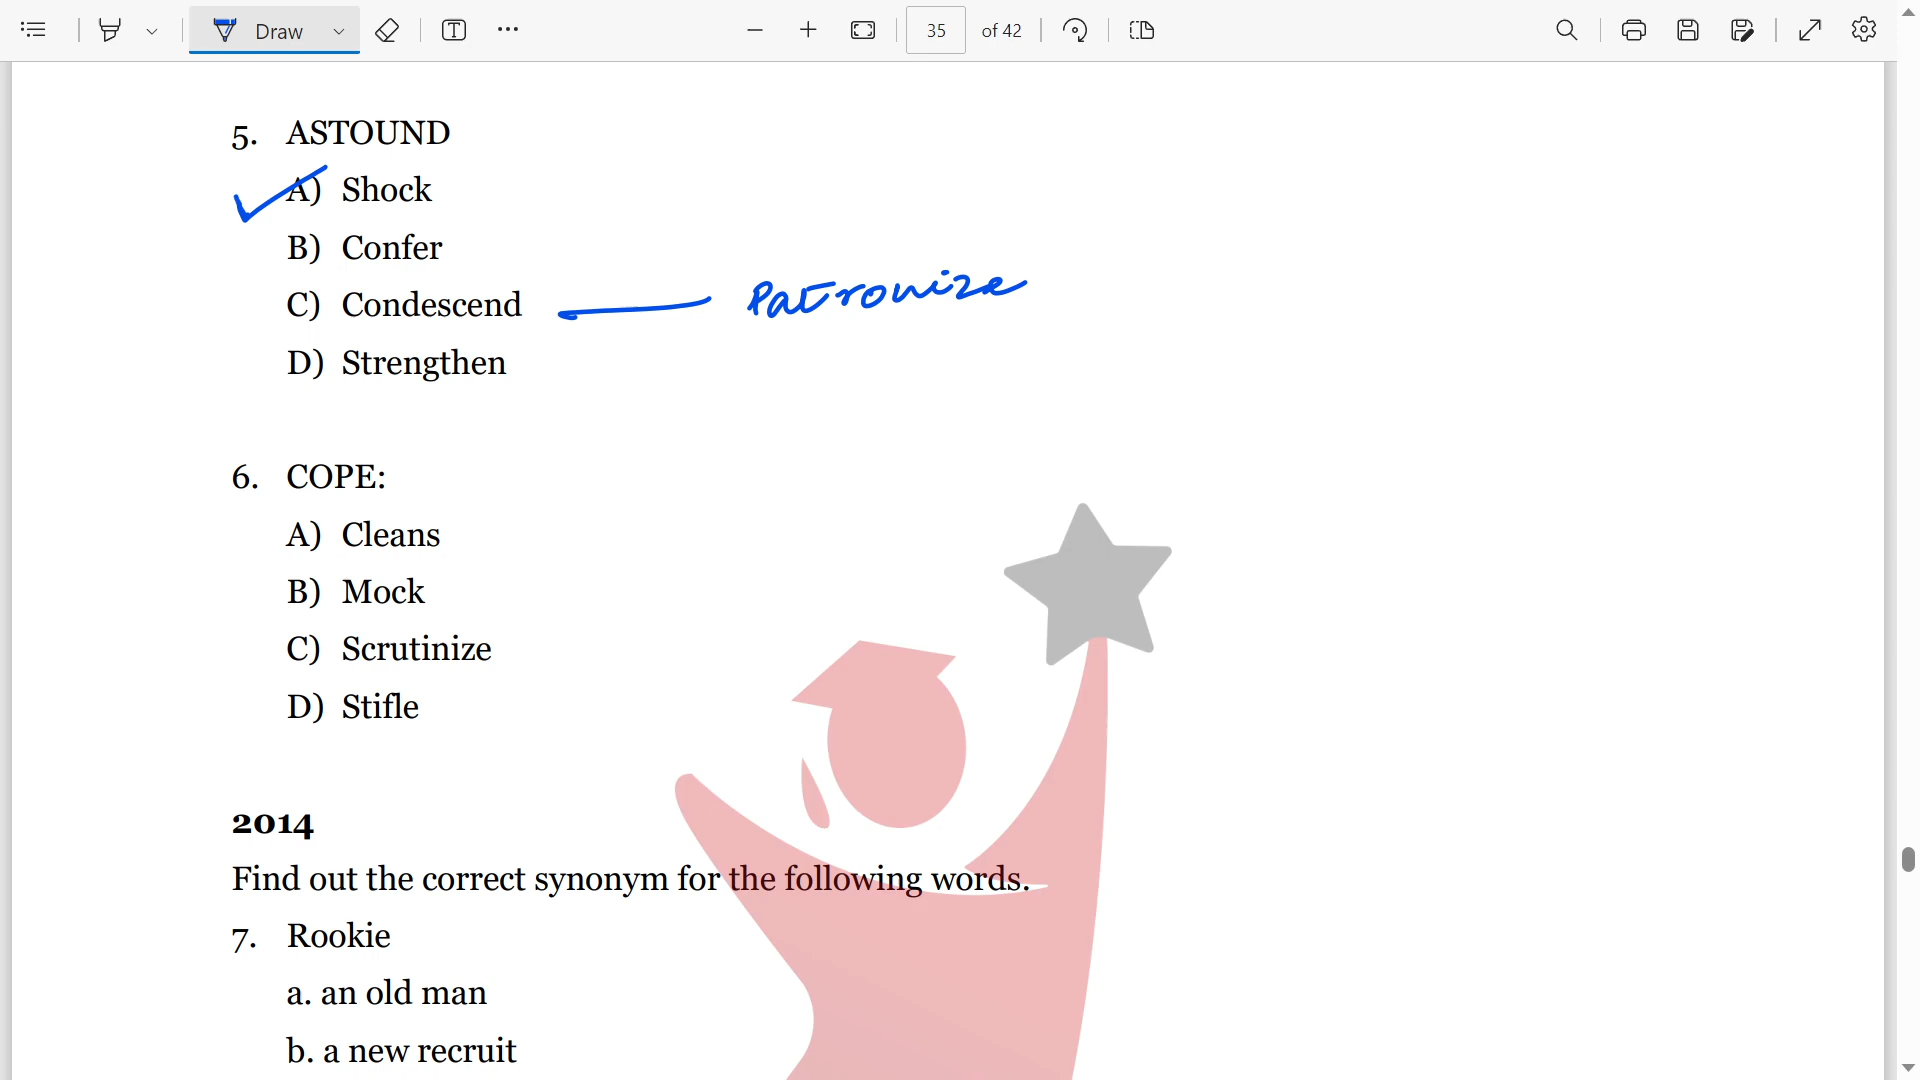 Draw 35 of 42
5. ASTOUND
A) Shock
B) Confer
C) Condescend Patronize
D) Strengthen
6. COPE:
A) Cleans
B) Mock
C) Scrutinize
D) Stifle
2014
Find out the correct synonym for the following words.
7. Rookie
a. an old man
b. a new recruit